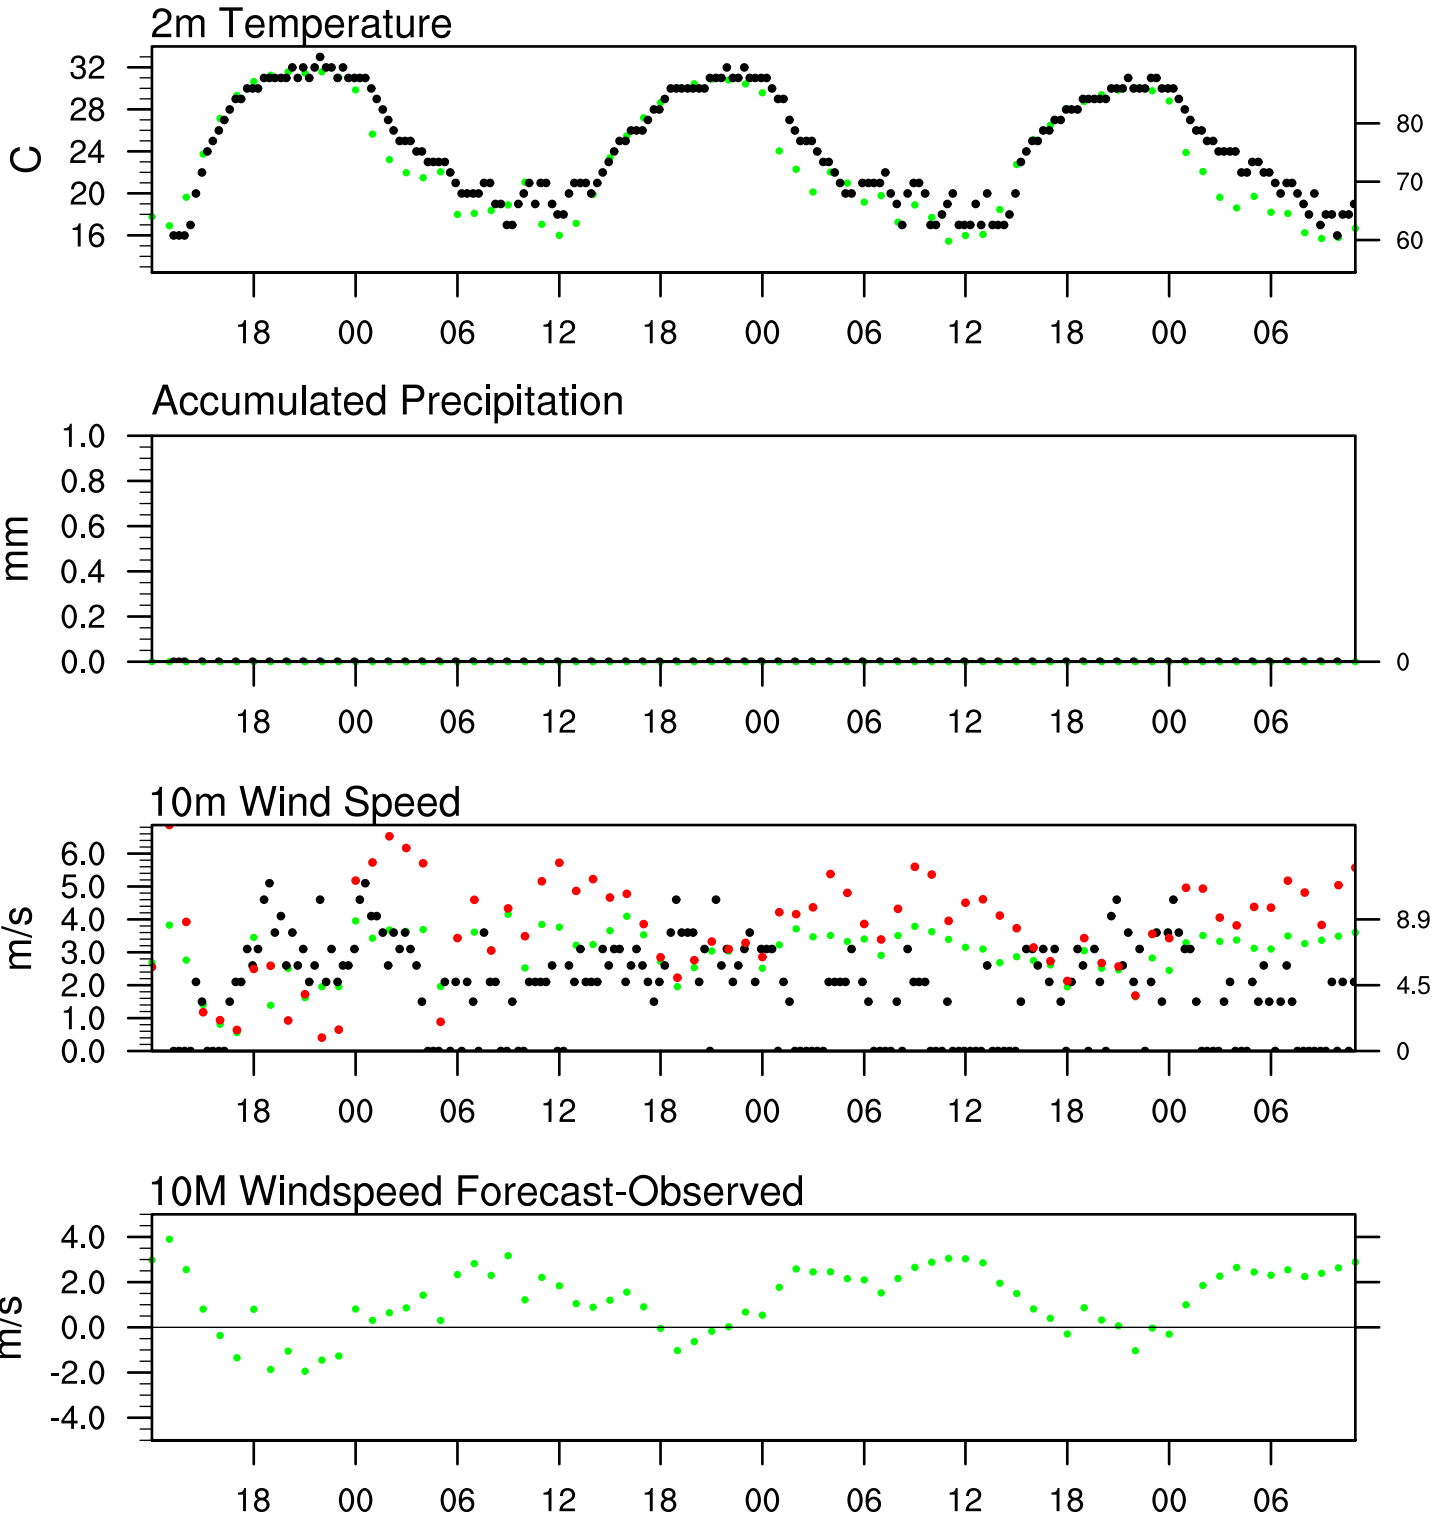 2m Temperature
C
32
28
24
20
16
80
70
60
18 00 06 12 18 00 06 12 18 00 06
Accumulated Precipitation
mm
1.0
0.8
0.6
0.4
0.2
0.0
0
18 00 06 12 18 00 06 12 18 00 06
10m Wind Speed
m/s
6.0
5.0
4.0
3.0
2.0
1.0
0.0
8.9
4.5
0
18 00 06 12 18 00 06 12 18 00 06
10M Windspeed Forecast-Observed
m/s
4.0
2.0
0.0
-2.0
-4.0
18 00 06 12 18 00 06 12 18 00 06